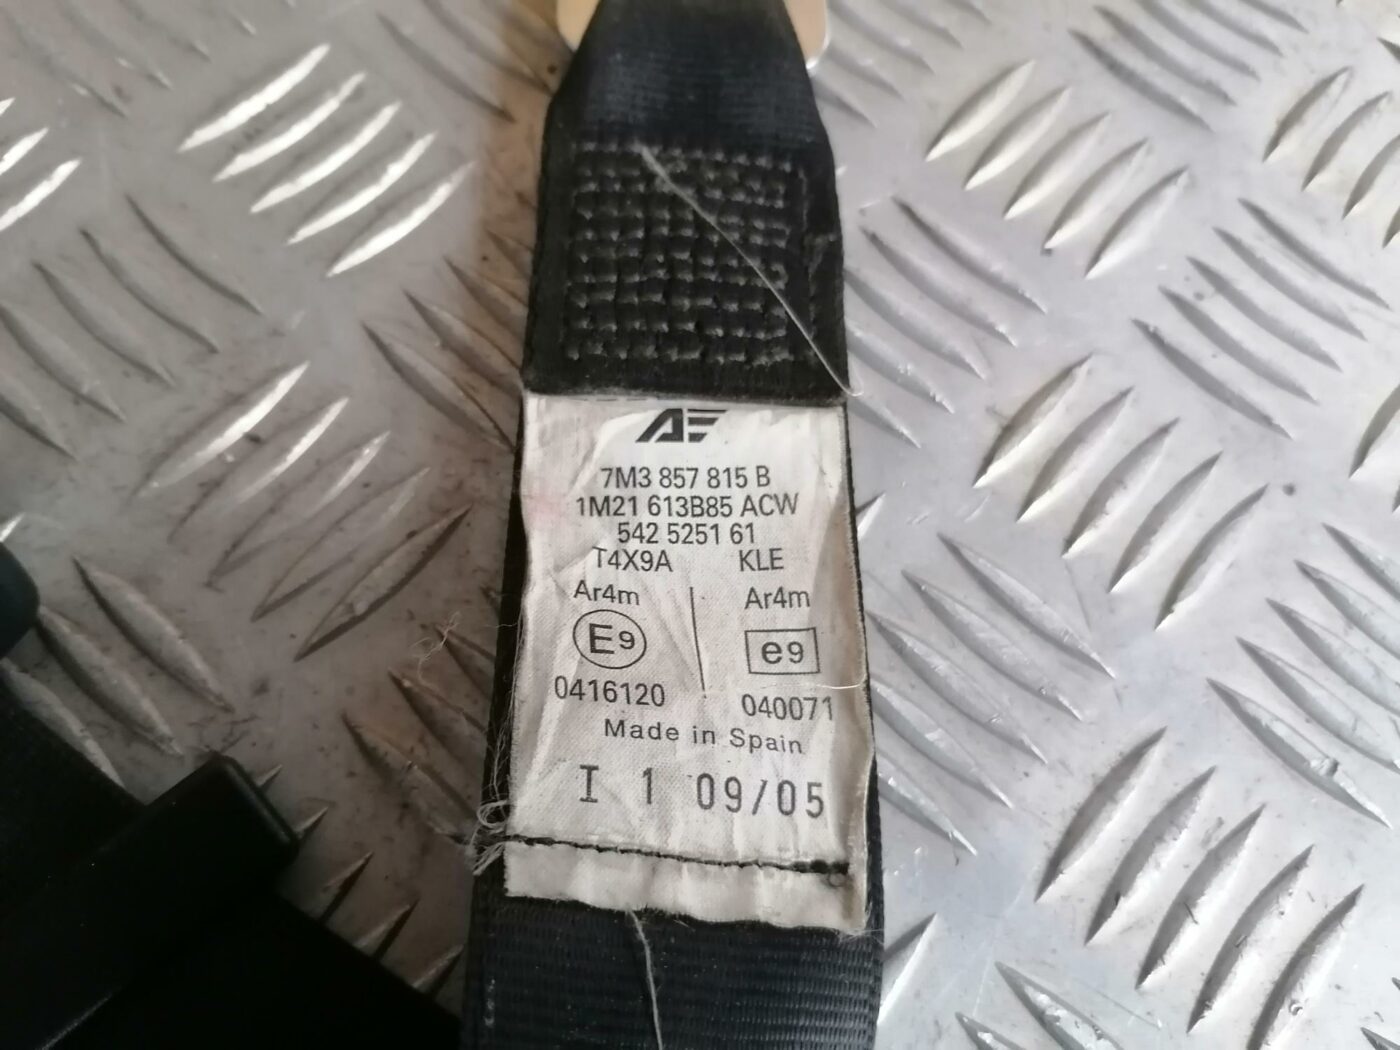 AE
7M3 857 815 B
1M21 613B85 ACW
542 5251 61
T4X9A KLE
Ar4m Ar4m
E9 e9
0416120 040071
Made in Spain
I 1 09/05